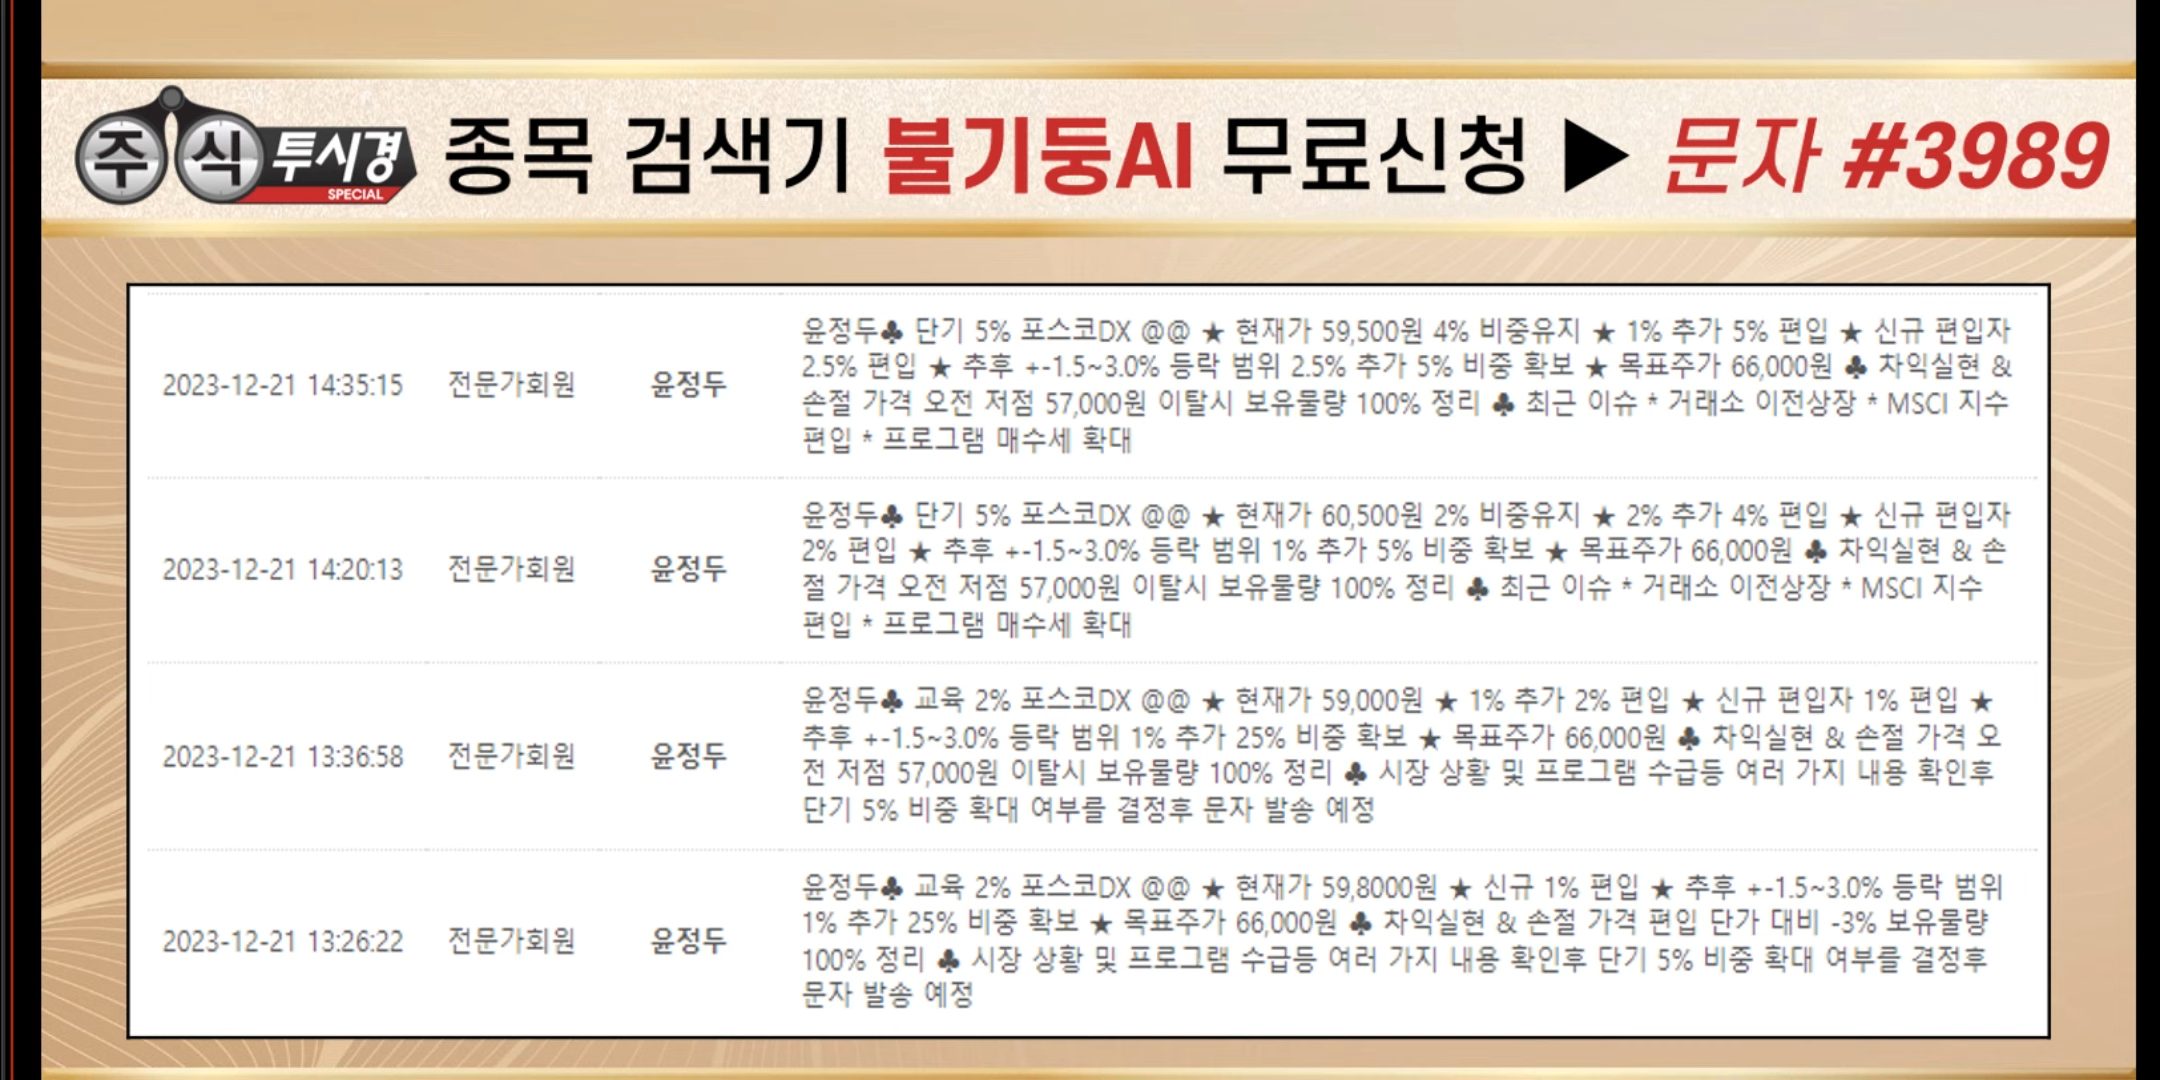 주식투시경 SPECIAL 종목 검색기 불기둥AI 무료신청 ▶ 문자 #3989
2023-12-21 14:35:15 전문가회원 윤정두
윤정두♣ 단기 5% 포스코DX @@ ★ 현재가 59,500원 4% 비중유지 ★ 1% 추가 5% 편입 ★ 신규 편입자
2.5% 편입 ★ 추후 +-1.5~3.0% 등락 범위 2.5% 추가 5% 비중 확보 ★ 목표주가 66,000원 ♣ 차익실현 &
손절 가격 오전 저점 57,000원 이탈시 보유물량 100% 정리 ♣ 최근 이슈 * 거래소 이전상장 * MSCI 지수
편입 * 프로그램 매수세 확대
2023-12-21 14:20:13 전문가회원 윤정두
윤정두♣ 단기 5% 포스코DX @@ ★ 현재가 60,500원 2% 비중유지 ★ 2% 추가 4% 편입 ★ 신규 편입자
2% 편입 ★ 추후 +-1.5~3.0% 등락 범위 1% 추가 5% 비중 확보 ★ 목표주가 66,000원 ♣ 차익실현 & 손
절 가격 오전 저점 57,000원 이탈시 보유물량 100% 정리 ♣ 최근 이슈 * 거래소 이전상장 * MSCI 지수
편입 * 프로그램 매수세 확대
2023-12-21 13:36:58 전문가회원 윤정두
윤정두♣ 교육 2% 포스코DX @@ ★ 현재가 59,000원 ★ 1% 추가 2% 편입 ★ 신규 편입자 1% 편입 ★
추후 +-1.5~3.0% 등락 범위 1% 추가 25% 비중 확보 ★ 목표주가 66,000원 ♣ 차익실현 & 손절 가격 오
전 저점 57,000원 이탈시 보유물량 100% 정리 ♣ 시장 상황 및 프로그램 수급등 여러 가지 내용 확인후
단기 5% 비중 확대 여부를 결정후 문자 발송 예정
2023-12-21 13:26:22 전문가회원 윤정두
윤정두♣ 교육 2% 포스코DX @@ ★ 현재가 59,8000원 ★ 신규 1% 편입 ★ 추후 +-1.5~3.0% 등락 범위
1% 추가 25% 비중 확보 ★ 목표주가 66,000원 ♣ 차익실현 & 손절 가격 편입 단가 대비 -3% 보유물량
100% 정리 ♣ 시장 상황 및 프로그램 수급등 여러 가지 내용 확인후 단기 5% 비중 확대 여부를 결정후
문자 발송 예정